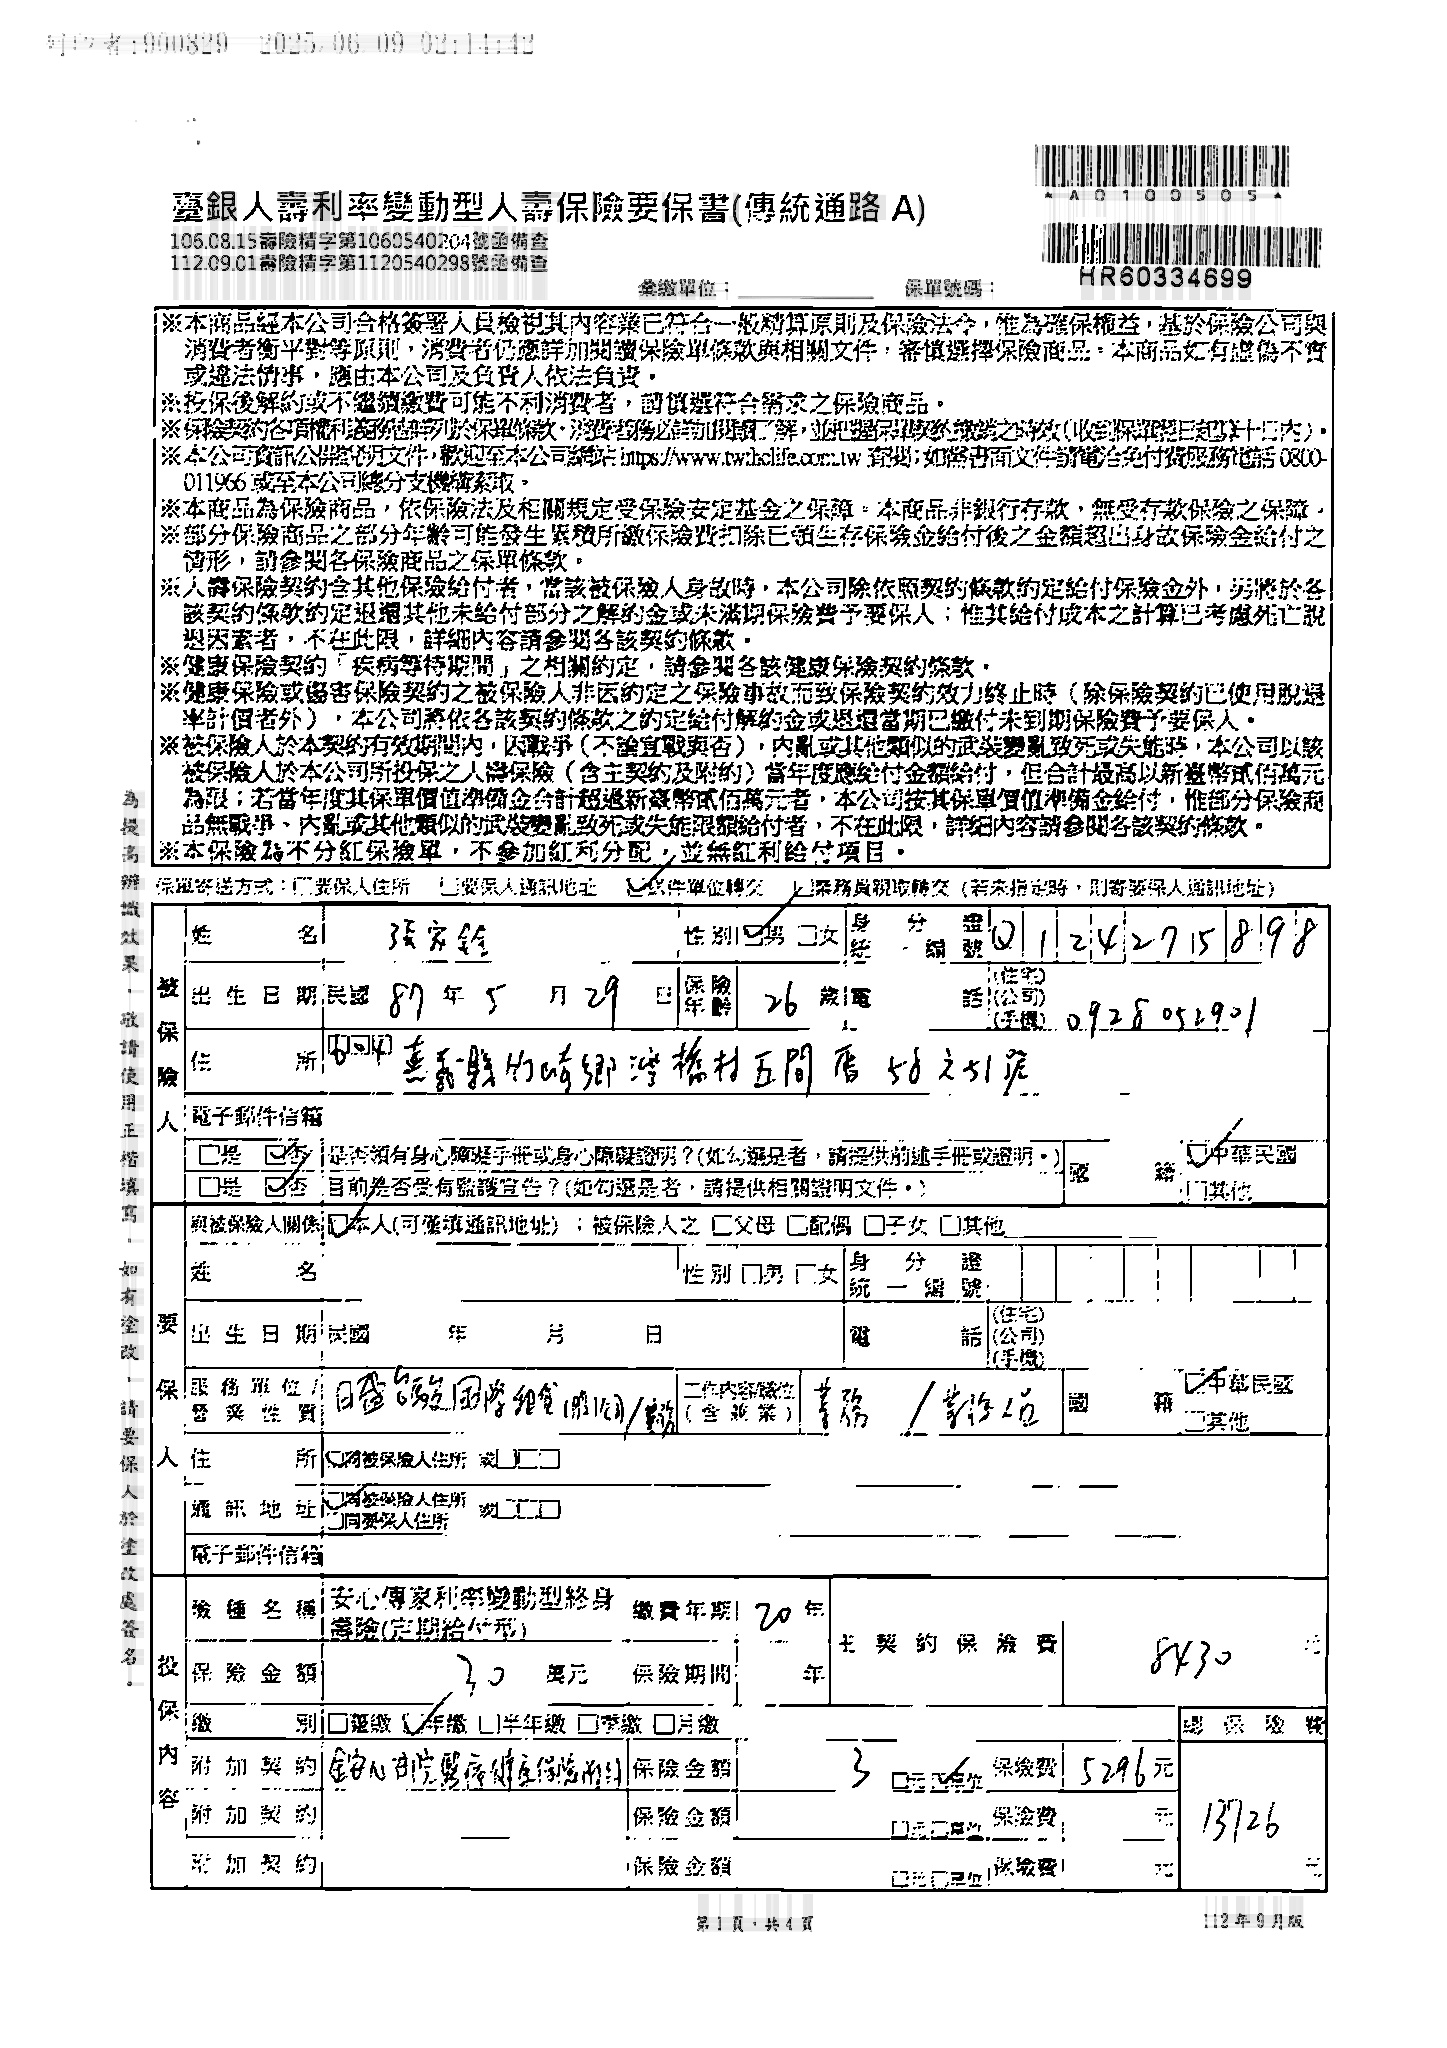 列印者:900829 2025/06/09 02:14:42
*A0100505*
臺銀人壽利率變動型人壽保險要保書(傳統通路 A)
106.08.15壽險精字第1060540204號函備查
112.09.01壽險精字第1120540298號函備查
HR60334699
彙繳單位： 保單號碼：
※本商品經本公司合格簽署人員檢視其內容業已符合一般精算原則及保險法令，惟為確保權益，基於保險公司與
消費者衡平對等原則，消費者仍應詳加閱讀保險單條款與相關文件，審慎選擇保險商品。本商品如有虛偽不實
或違法情事，應由本公司及負責人依法負責。
※投保後解約或不繼續繳費可能不利消費者，請慎選符合需求之保險商品。
※保險契約各項權利義務皆詳列於保單條款，消費者務必詳加閱讀了解，並把握保單契約撤銷之時效(收到保單翌日起算十日內)。
※本公司資訊公開說明文件，歡迎至本公司網站 https://www.twfhclife.com.tw 查閱；如需書面文件請電洽免付費服務電話 0800-
011966 或至本公司總分支機構索取。
※本商品為保險商品，依保險法及相關規定受保險安定基金之保障。本商品非銀行存款，無受存款保險之保障。
※部分保險商品之部分年齡可能發生累積所繳保險費扣除已領生存保險金給付後之金額超出身故保險金給付之
情形，請參閱各保險商品之保單條款。
※人壽保險契約含其他保險給付者，當該被保險人身故時，本公司除依照契約條款約定給付保險金外，另將於各
該契約條款約定退還其他未給付部分之解約金或未滿期保險費予要保人；惟其給付成本之計算已考慮死亡脫
退因素者，不在此限，詳細內容請參閱各該契約條款。
※健康保險契約「疾病等待期間」之相關約定，請參閱各該健康保險契約條款。
※健康保險或傷害保險契約之被保險人非因約定之保險事故而致保險契約效力終止時（除保險契約已使用脫退
率計價者外），本公司將依各該契約條款之約定給付解約金或退還當期已繳付未到期保險費予要保人。
※被保險人於本契約有效期間內，因戰爭（不論宣戰與否），內亂或其他類似的武裝變亂致死或失能時，本公司以該
被保險人於本公司所投保之人壽保險（含主契約及附約）當年度應給付金額給付，但合計最高以新臺幣貳佰萬元
為限；若當年度其保單價值準備金合計超過新臺幣貳佰萬元者，本公司按其保單價值準備金給付，惟部分保險商
品無戰爭、內亂或其他類似的武裝變亂致死或失能限額給付者，不在此限，詳細內容請參閱各該契約條款。
※本保險為不分紅保險單，不參加紅利分配，並無紅利給付項目。
保單寄送方式：□要保人住所 □要保人通訊地址 ☑收件單位轉交 □業務員親取轉交（若未指定時，則寄要保人通訊地址）
為提高辦識效果，敬請使用正楷填寫。如有塗改，請要保人於塗改處簽名。
被保險人
姓名 張家銓 性別 ☑男 □女 身分證統一編號 Q1242715898
出生日期 民國 87 年 5 月 29 日 保險年齡 26 歲 電話 (住宅) (公司) (手機) 0928052901
住所 604 嘉義縣竹崎鄉灣橋村五間厝58之51號
電子郵件信箱
□是 ☑否 是否領有身心障礙手冊或身心障礙證明？(如勾選是者，請提供前述手冊或證明。) 國籍 ☑中華民國
□是 ☑否 目前是否受有監護宣告？(如勾選是者，請提供相關證明文件。) □其他
要保人
與被保險人關係 ☑本人(可僅填通訊地址)；被保險人之 □父母 □配偶 □子女 □其他
姓名 性別 □男 □女 身分證統一編號
出生日期 民國 年 月 日 電話 (住宅) (公司) (手機)
服務單位/營業性質 國際 工作內容/職位(含兼業) 業務 / 業務人員 國籍 ☑中華民國 □其他
住所 ☑同被保險人住所 或□□□
通訊地址 ☑同被保險人住所 □同要保人住所 或□□□
電子郵件信箱
投保內容
險種名稱 安心傳家利率變動型終身壽險(定期給付型) 繳費年期 20 年 主契約保險費 8430 元
保險金額 30 萬元 保險期間 年
繳別 □躉繳 ☑年繳 □半年繳 □季繳 □月繳 總保險費
附加契約 保險金額 3 □元 ☑單位 保險費 5296 元
13726 元
附加契約 保險金額 □元 □單位 保險費 元
附加契約 保險金額 □元 □單位 保險費 元
第 1 頁，共 4 頁
112 年 9 月版